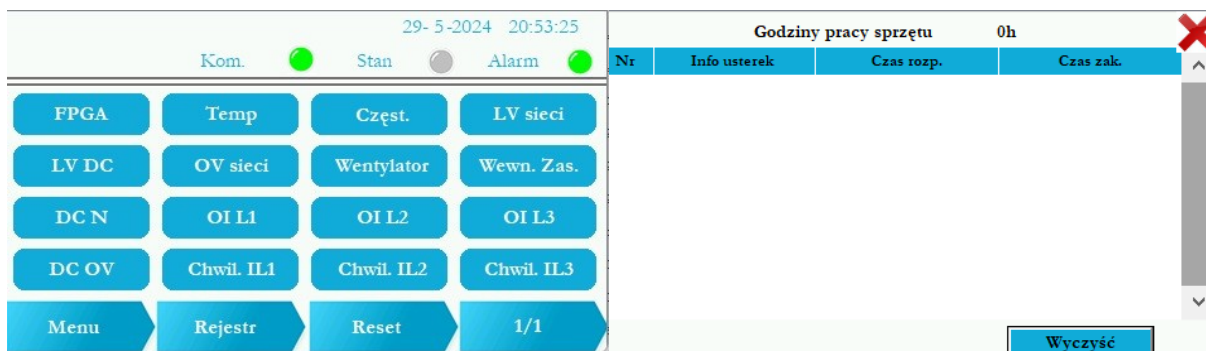 29- 5-2024 20:53:25
Kom. Stan Alarm
FPGA Temp Częst. LV sieci
LV DC OV sieci Wentylator Wewn. Zas.
DC N OI L1 OI L2 OI L3
DC OV Chwil. IL1 Chwil. IL2 Chwil. IL3
Menu Rejestr Reset 1/1
Godziny pracy sprzętu 0h
Nr Info usterek Czas rozp. Czas zak.
Wyczyść